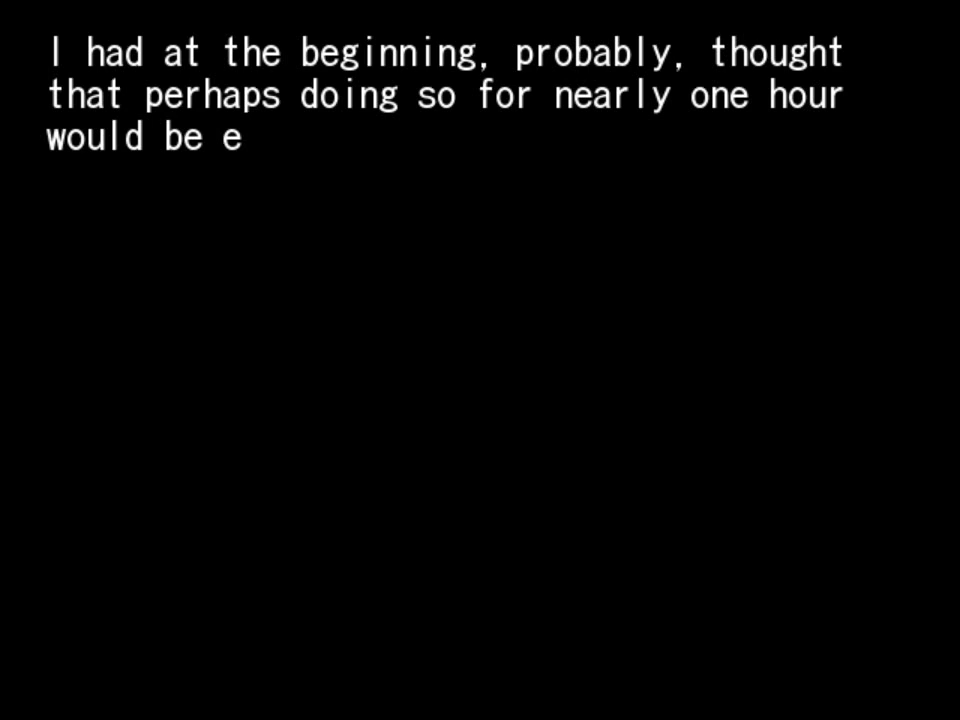 I had at the beginning, probably, thought
that perhaps doing so for nearly one hour
would be e